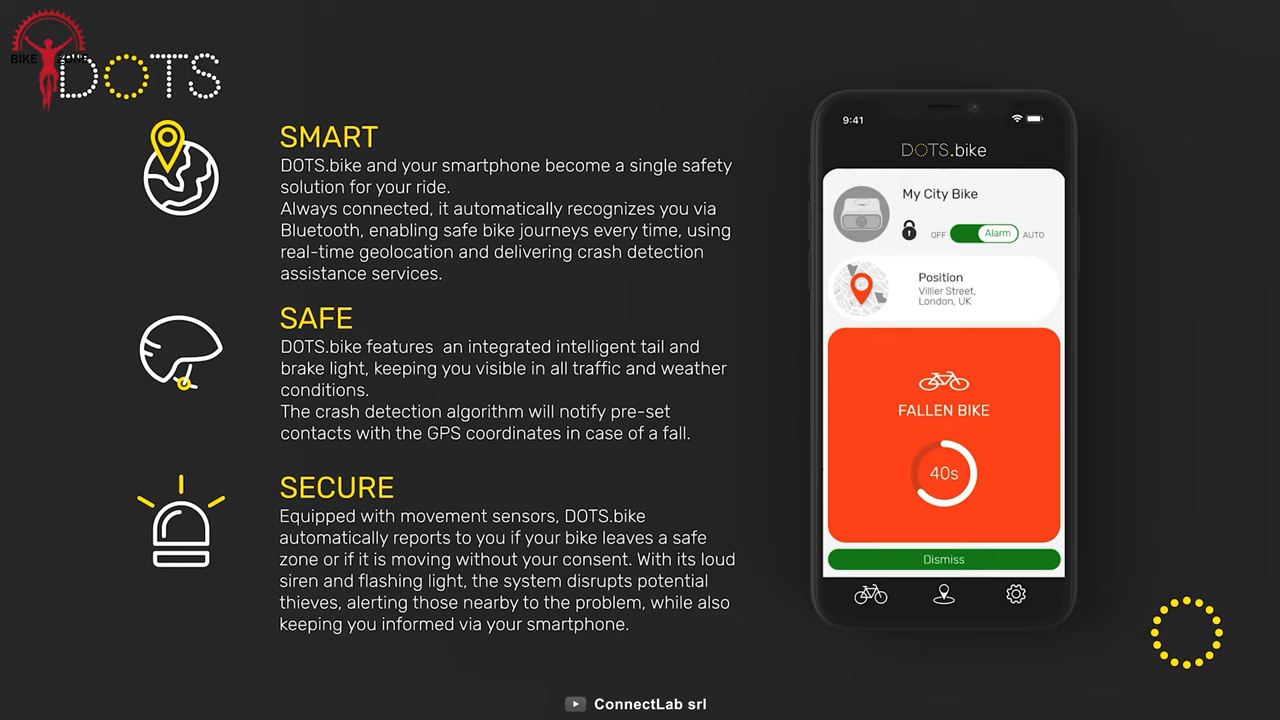 BIKE ZONE
DOTS
SMART
DOTS.bike and your smartphone become a single safety
solution for your ride.
Always connected, it automatically recognizes you via
Bluetooth, enabling safe bike journeys every time, using
real-time geolocation and delivering crash detection
assistance services.
SAFE
DOTS.bike features  an integrated intelligent tail and
brake light, keeping you visible in all traffic and weather
conditions.
The crash detection algorithm will notify pre-set
contacts with the GPS coordinates in case of a fall.
SECURE
Equipped with movement sensors, DOTS.bike
automatically reports to you if your bike leaves a safe
zone or if it is moving without your consent. With its loud
siren and flashing light, the system disrupts potential
thieves, alerting those nearby to the problem, while also
keeping you informed via your smartphone.
9:41
DOTS.bike
My City Bike
OFF Alarm AUTO
Position
Villier Street,
London, UK
FALLEN BIKE
40s
Dismiss
ConnectLab srl